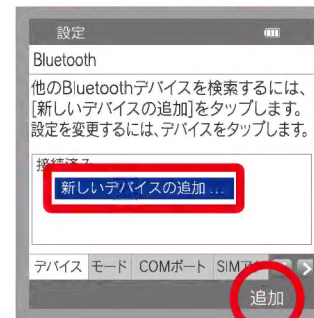 設定
Bluetooth
他のBluetoothデバイスを検索するには、
[新しいデバイスの追加]をタップします。
設定を変更するには、デバイスをタップします。
接続済み
新しいデバイスの追加 ...
デバイス モード COMポート
追加